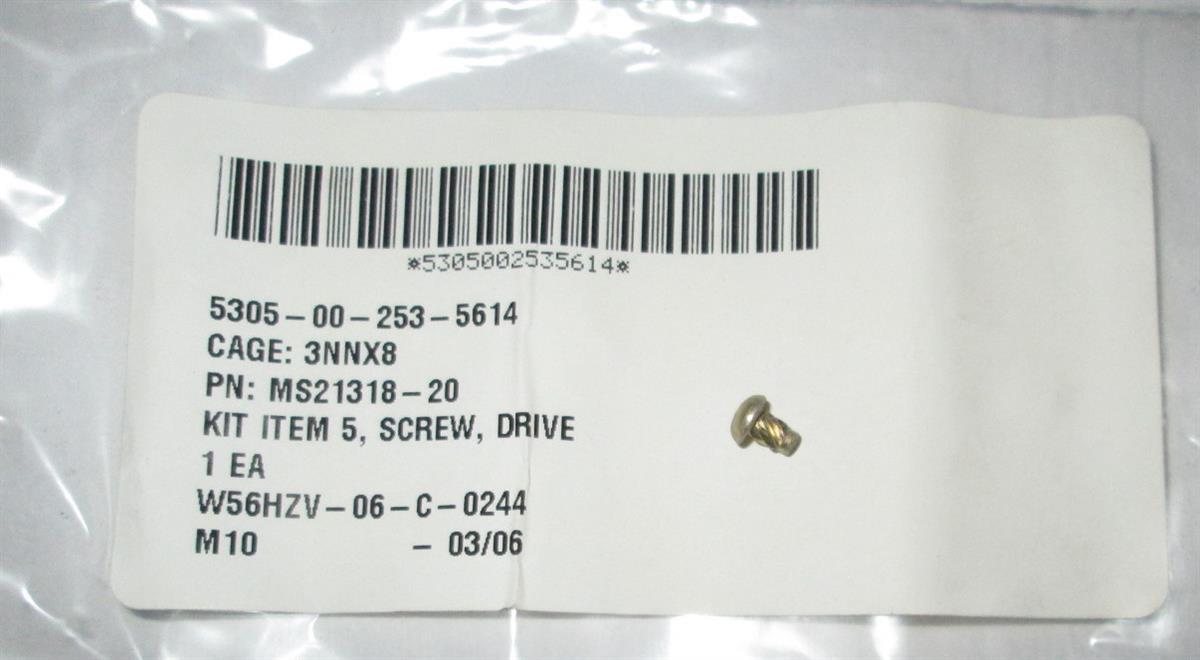 *5305002535614*
5305-00-253-5614
CAGE: 3NNX8
PN: MS21318-20
KIT ITEM 5, SCREW, DRIVE
1 EA
W56HZV-06-C-0244
M10 - 03/06